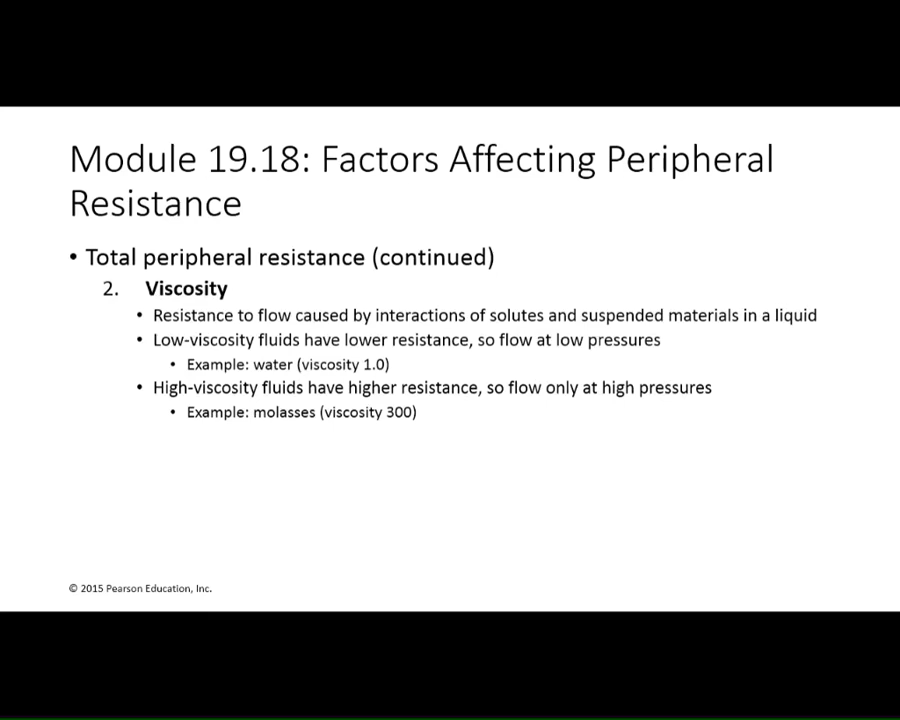 Module 19.18: Factors Affecting Peripheral
Resistance
• Total peripheral resistance (continued)
2. Viscosity
• Resistance to flow caused by interactions of solutes and suspended materials in a liquid
• Low-viscosity fluids have lower resistance, so flow at low pressures
• Example: water (viscosity 1.0)
• High-viscosity fluids have higher resistance, so flow only at high pressures
• Example: molasses (viscosity 300)
© 2015 Pearson Education, Inc.